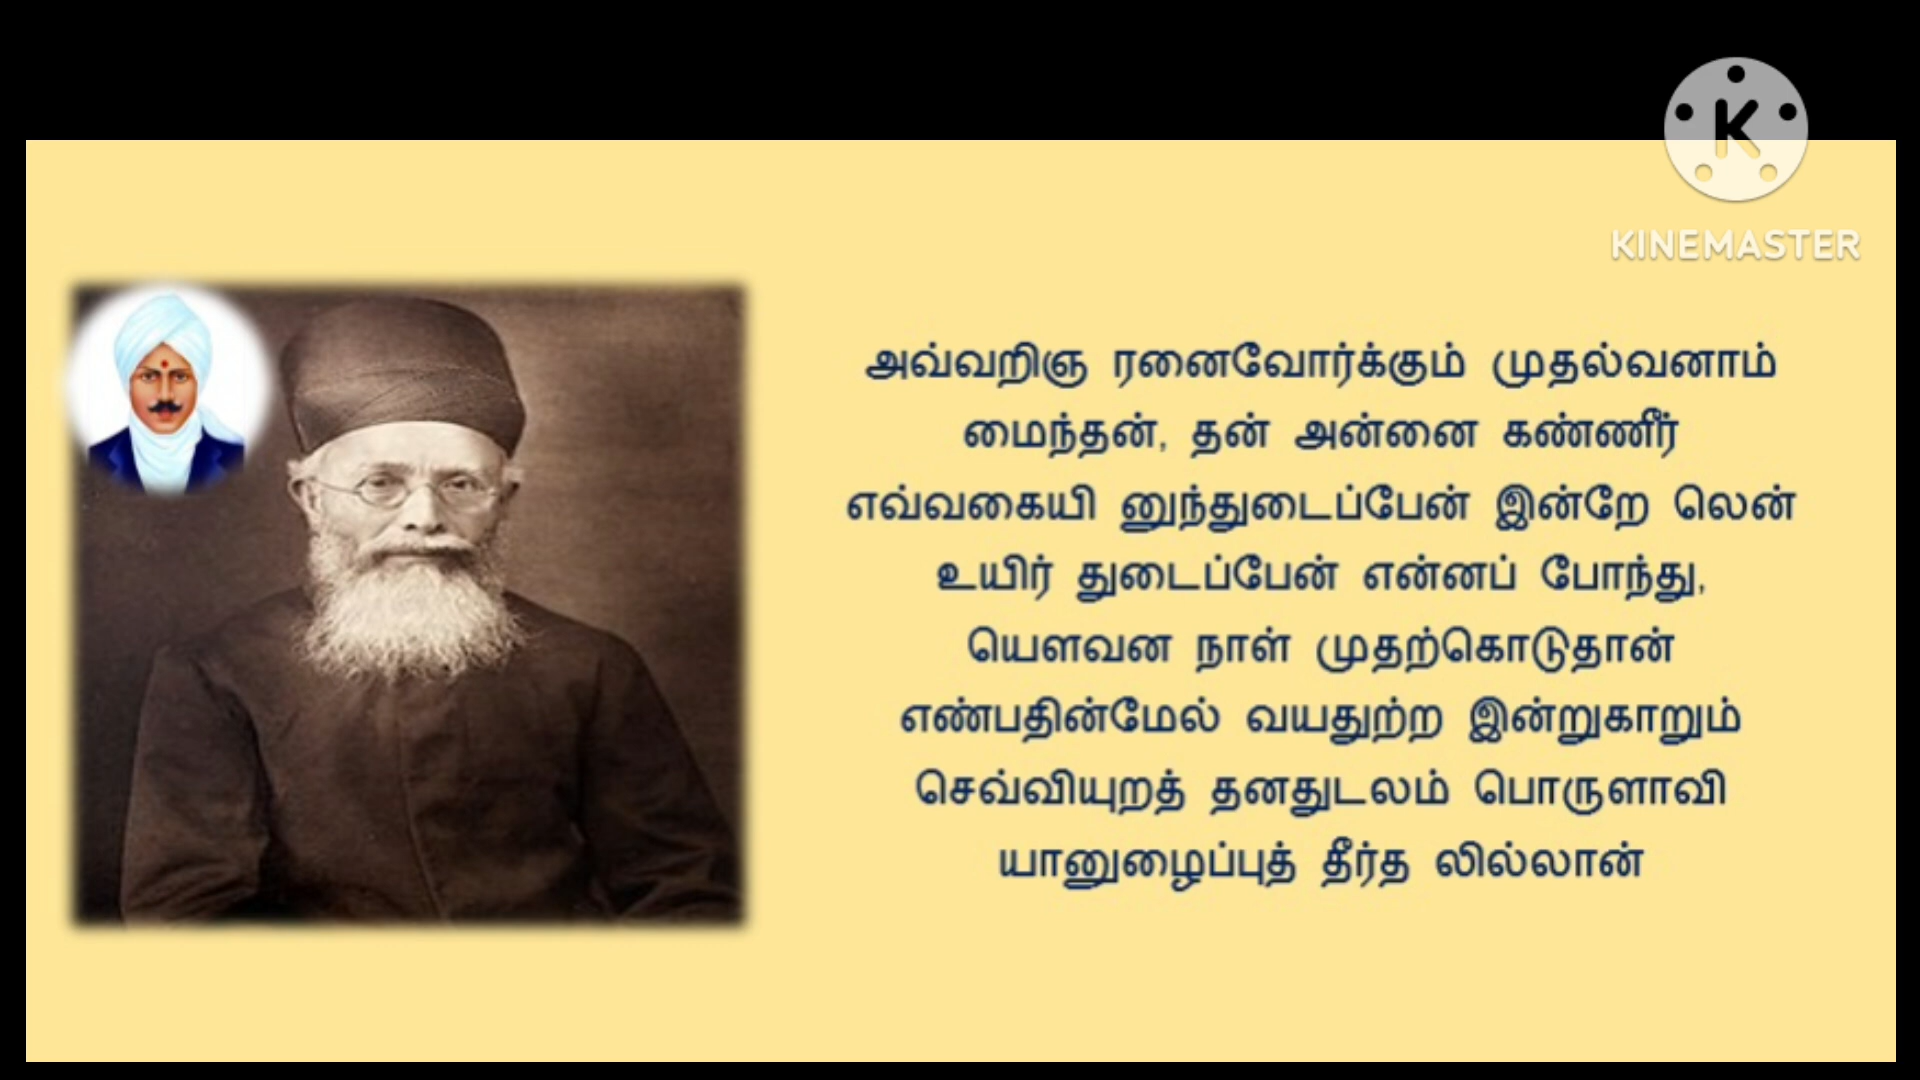 KINEMASTER
அவ்வறிஞ ரனைவோர்க்கும் முதல்வனாம்
மைந்தன், தன் அன்னை கண்ணீர்
எவ்வகையி னுந்துடைப்பேன் இன்றே லென்
உயிர் துடைப்பேன் என்னப் போந்து,
யௌவன நாள் முதற்கொடுதான்
எண்பதின்மேல் வயதுற்ற இன்றுகாறும்
செவ்வியுறத் தனதுடலம் பொருளாவி
யானுழைப்புத் தீர்த லில்லான்